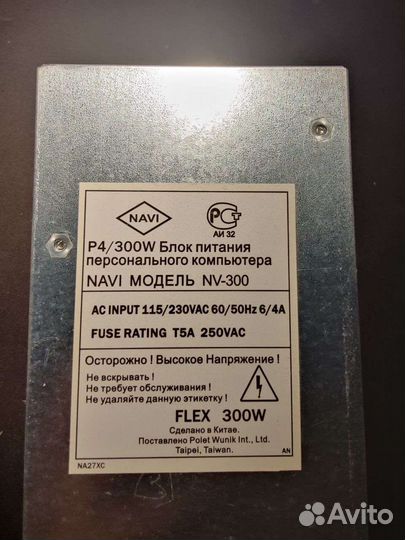 NAVI
АИ 32
P4/300W Блок питания
персонального компьютера
NAVI МОДЕЛЬ NV-300
AC INPUT 115/230VAC 60/50Hz 6/4A
FUSE RATING T5A 250VAC
Осторожно ! Высокое Напряжение !
Не вскрывать !
Не требует обслуживания !
Не удаляйте данную этикетку !
FLEX 300W
Сделано в Китае.
Поставлено Polet Wunik Int., Ltd.
Taipei, Taiwan.
AN
NA27XC
Avito